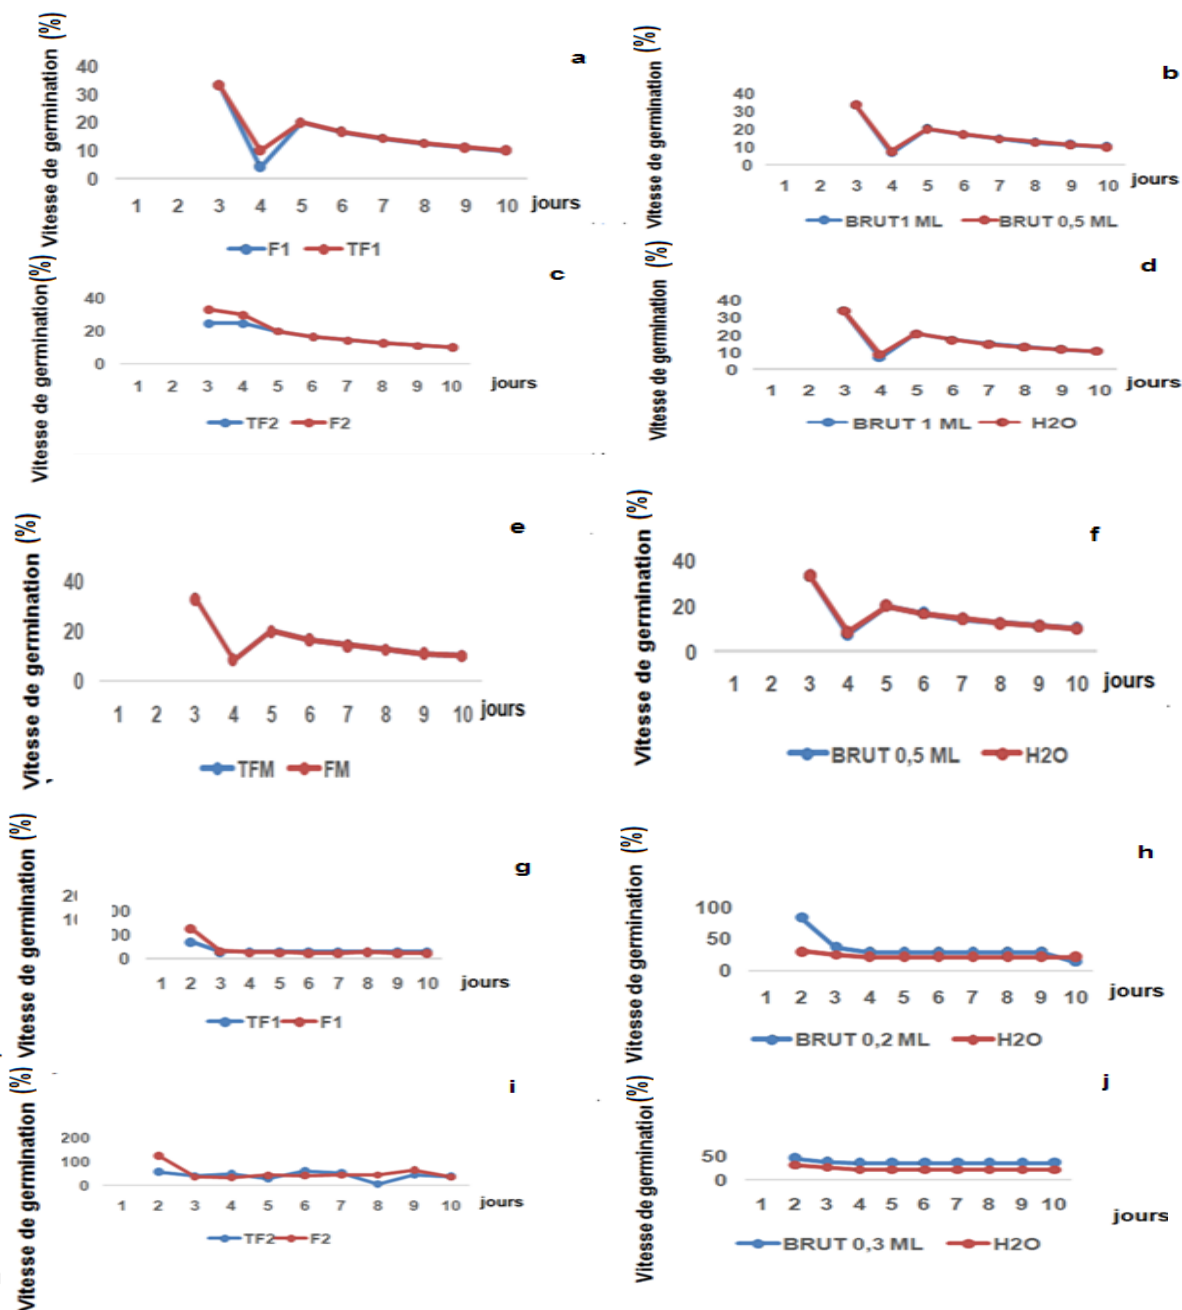 a
Vitesse de germination (%)
40
30
20
10
0
1 2 3 4 5 6 7 8 9 10 jours
F1 TF1
b
Vitesse de germination (%)
40
30
20
10
0
1 2 3 4 5 6 7 8 9 10 jours
BRUT1 ML BRUT 0,5 ML
c
Vitesse de germination (%)
40
20
0
1 2 3 4 5 6 7 8 9 10 jours
TF2 F2
d
Vitesse de germination (%)
40
30
20
10
0
1 2 3 4 5 6 7 8 9 10 jours
BRUT 1 ML H2O
e
Vitesse de germination (%)
40
20
0
1 2 3 4 5 6 7 8 9 10 jours
TFM FM
f
Vitesse de germination (%)
40
20
0
1 2 3 4 5 6 7 8 9 10 jours
BRUT 0,5 ML H2O
g
Vitesse de germination (%)
0
1 2 3 4 5 6 7 8 9 10 jours
TF1 F1
h
Vitesse de germination (%)
100
50
0
1 2 3 4 5 6 7 8 9 10 jours
BRUT 0,2 ML H2O
i
Vitesse de germination (%)
200
100
0
1 2 3 4 5 6 7 8 9 10 jours
TF2 F2
j
Vitesse de germination (%)
50
0
1 2 3 4 5 6 7 8 9 10
jours
BRUT 0,3 ML H2O